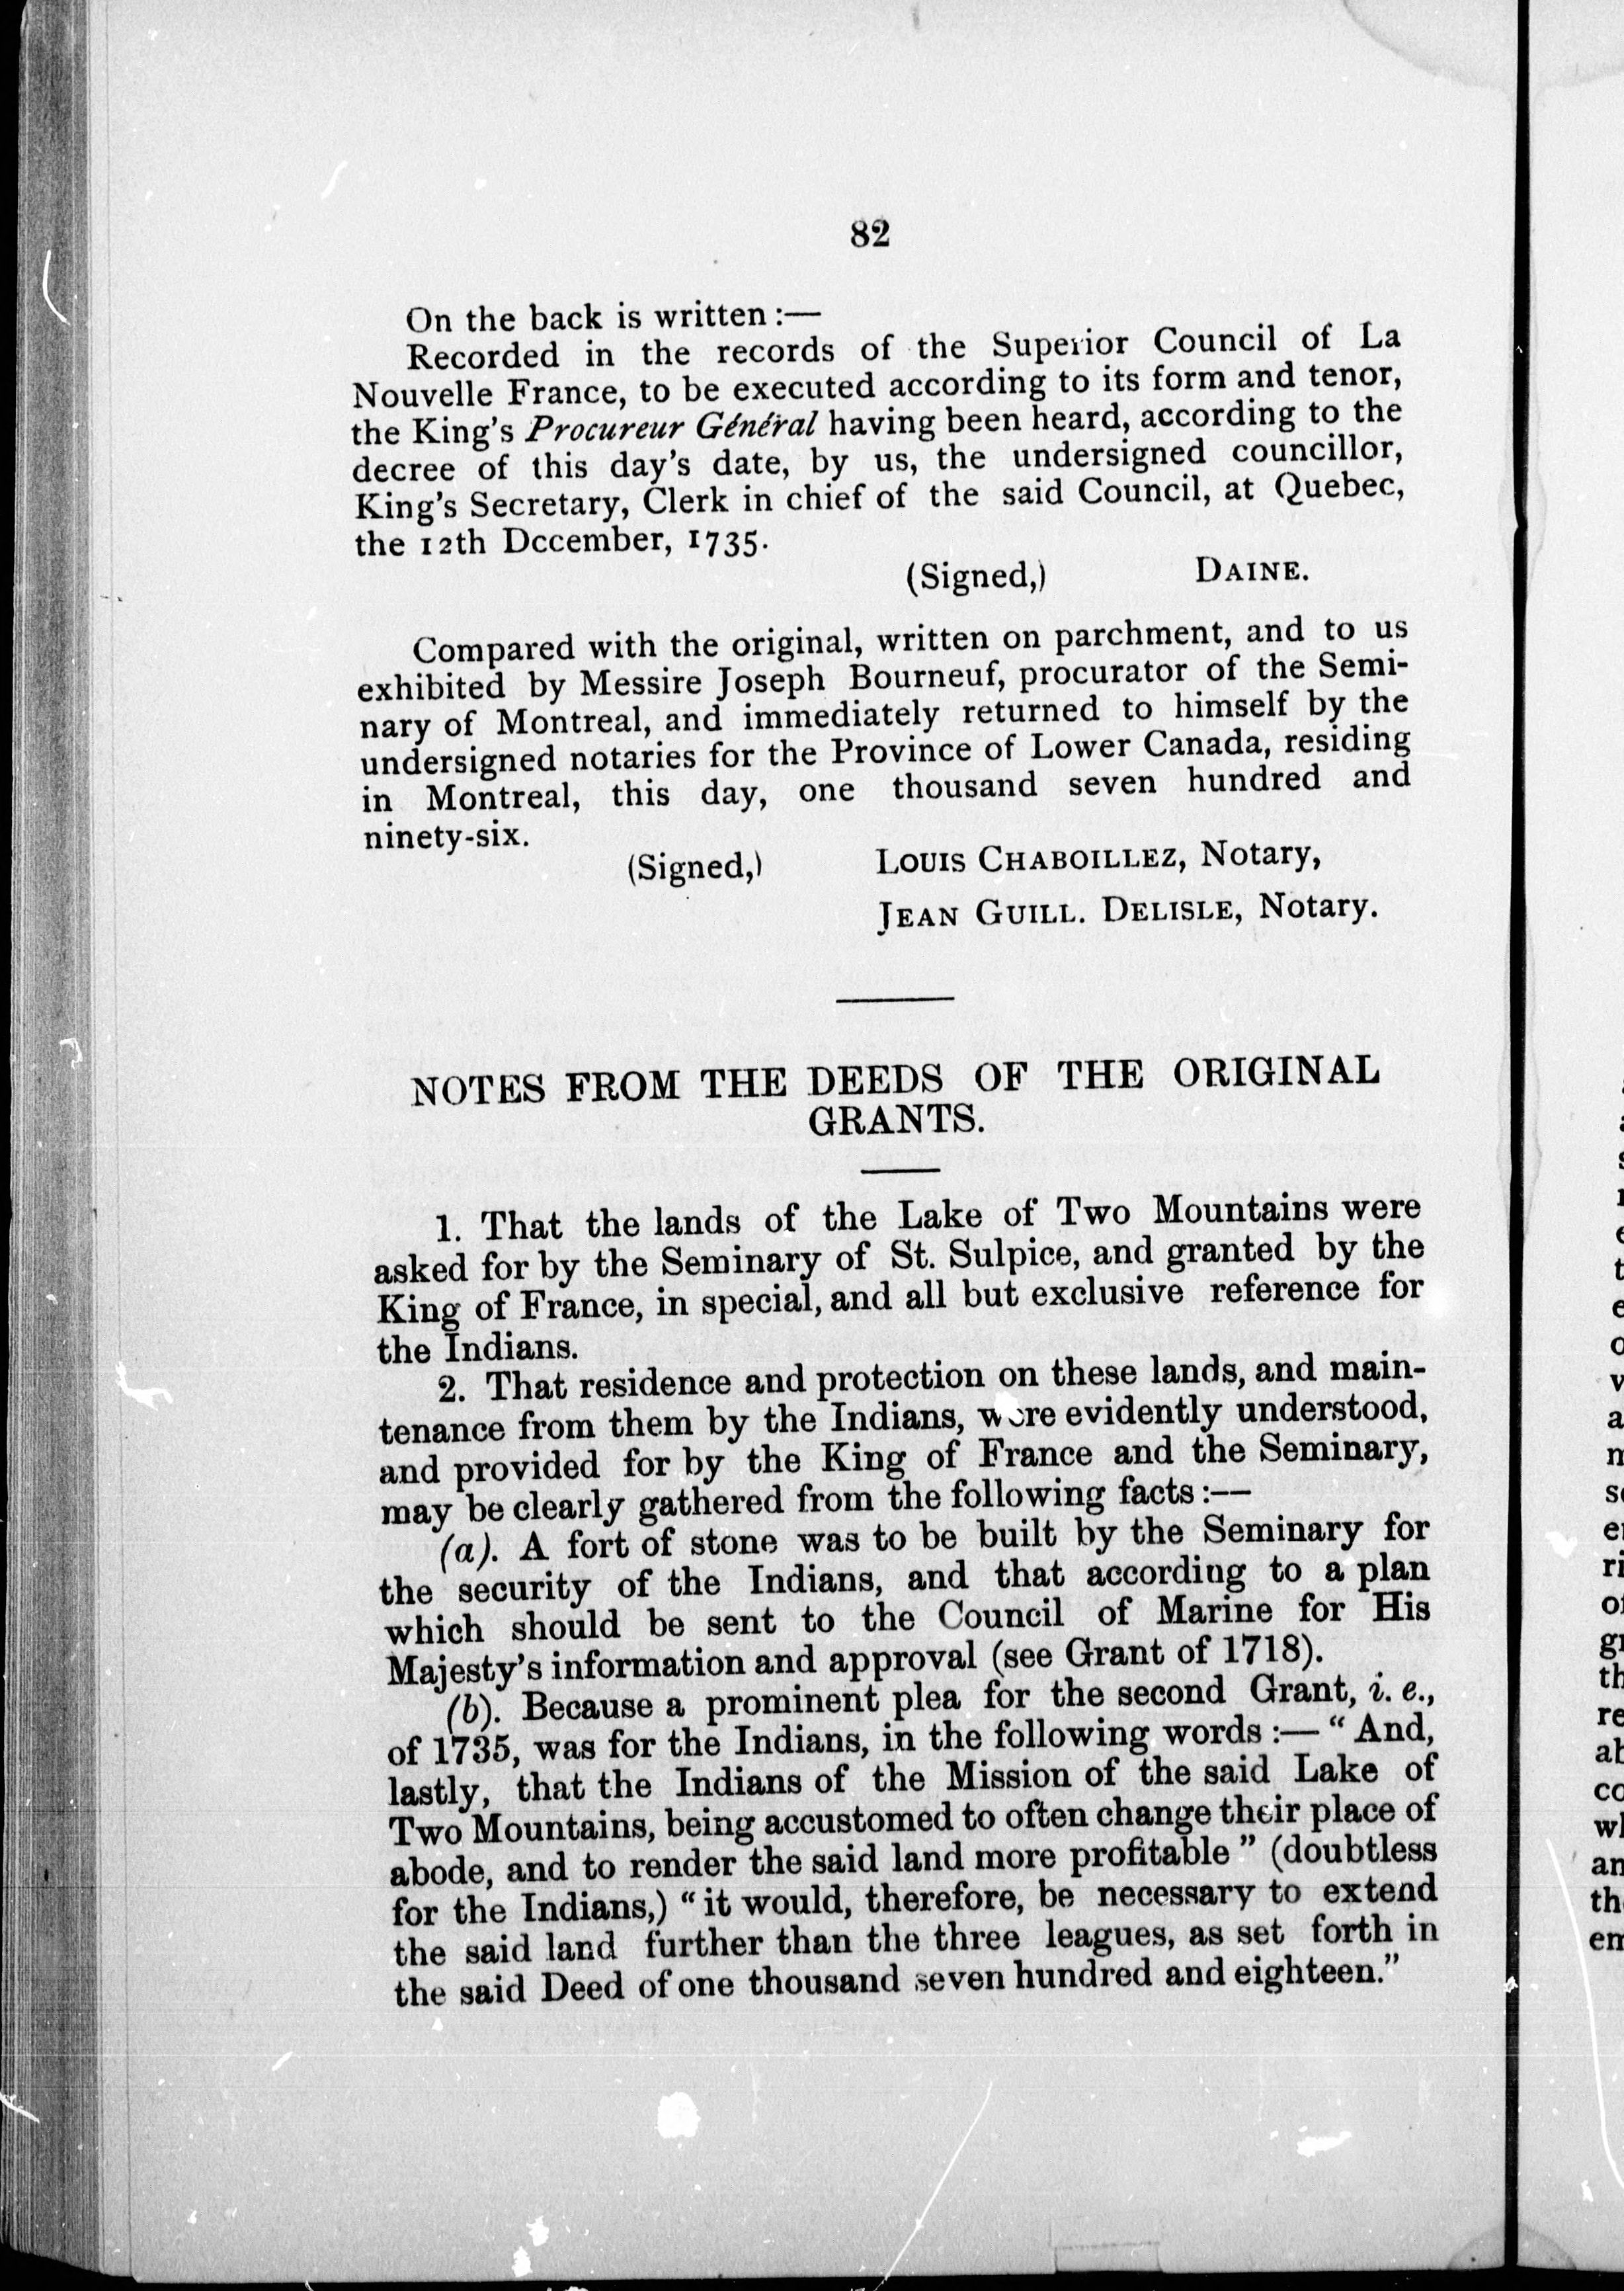 82
On the back is written :—
Recorded in the records of the Superior Council of La
Nouvelle France, to be executed according to its form and tenor,
the King's Procureur Général having been heard, according to the
decree of this day's date, by us, the undersigned councillor,
King's Secretary, Clerk in chief of the said Council, at Quebec,
the 12th Dccember, 1735.
(Signed,) DAINE.
Compared with the original, written on parchment, and to us
exhibited by Messire Joseph Bourneuf, procurator of the Semi-
nary of Montreal, and immediately returned to himself by the
undersigned notaries for the Province of Lower Canada, residing
in Montreal, this day, one thousand seven hundred and
ninety-six.
(Signed,) LOUIS CHABOILLEZ, Notary,
JEAN GUILL. DELISLE, Notary.
NOTES FROM THE DEEDS OF THE ORIGINAL
GRANTS.
1. That the lands of the Lake of Two Mountains were
asked for by the Seminary of St. Sulpice, and granted by the
King of France, in special, and all but exclusive reference for
the Indians.
2. That residence and protection on these lands, and main-
tenance from them by the Indians, were evidently understood,
and provided for by the King of France and the Seminary,
may be clearly gathered from the following facts :—
(a). A fort of stone was to be built by the Seminary for
the security of the Indians, and that according to a plan
which should be sent to the Council of Marine for His
Majesty's information and approval (see Grant of 1718).
(b). Because a prominent plea for the second Grant, i. e.,
of 1735, was for the Indians, in the following words :— “ And,
lastly, that the Indians of the Mission of the said Lake of
Two Mountains, being accustomed to often change their place of
abode, and to render the said land more profitable ” (doubtless
for the Indians,) “ it would, therefore, be necessary to extend
the said land further than the three leagues, as set forth in
the said Deed of one thousand seven hundred and eighteen.”